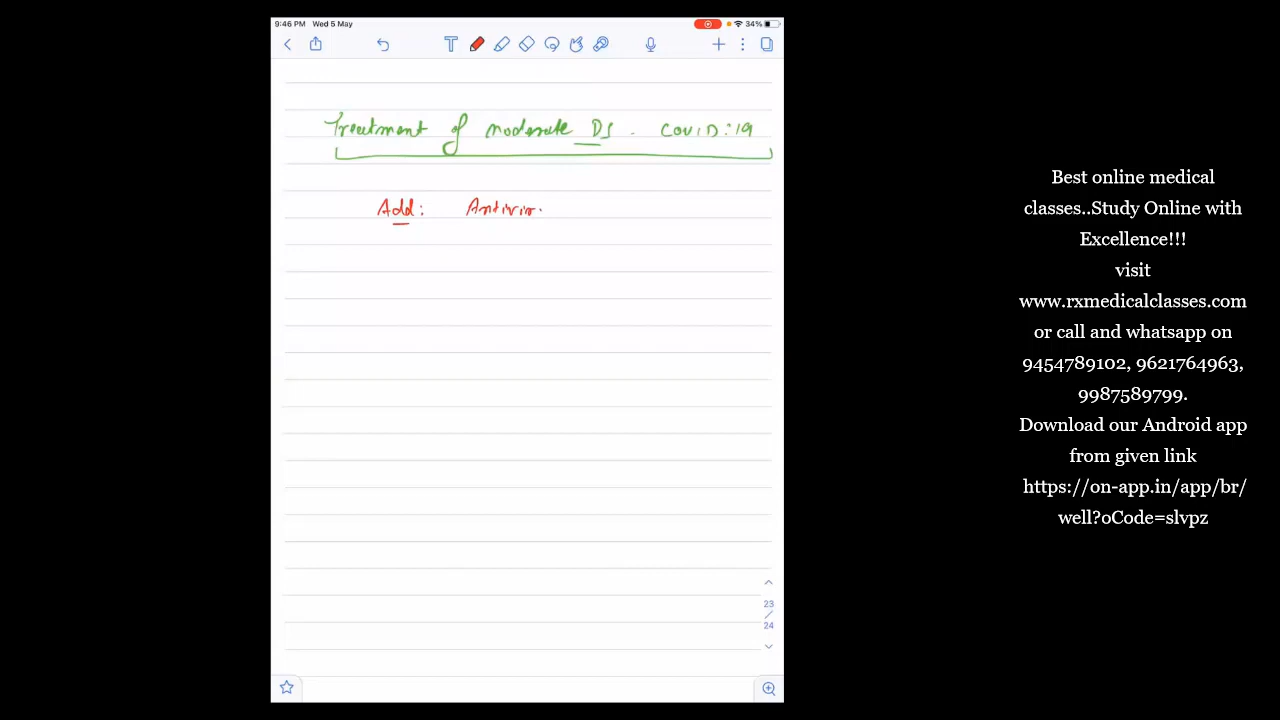 9:46 PM Wed 5 May
34%
Treatment of moderate DS. COVID:19
Add: Antivir.
23
24
Best online medical
classes..Study Online with
Excellence!!!
visit
www.rxmedicalclasses.com
or call and whatsapp on
9454789102, 9621764963,
9987589799.
Download our Android app
from given link
https://on-app.in/app/br/
well?oCode=slvpz